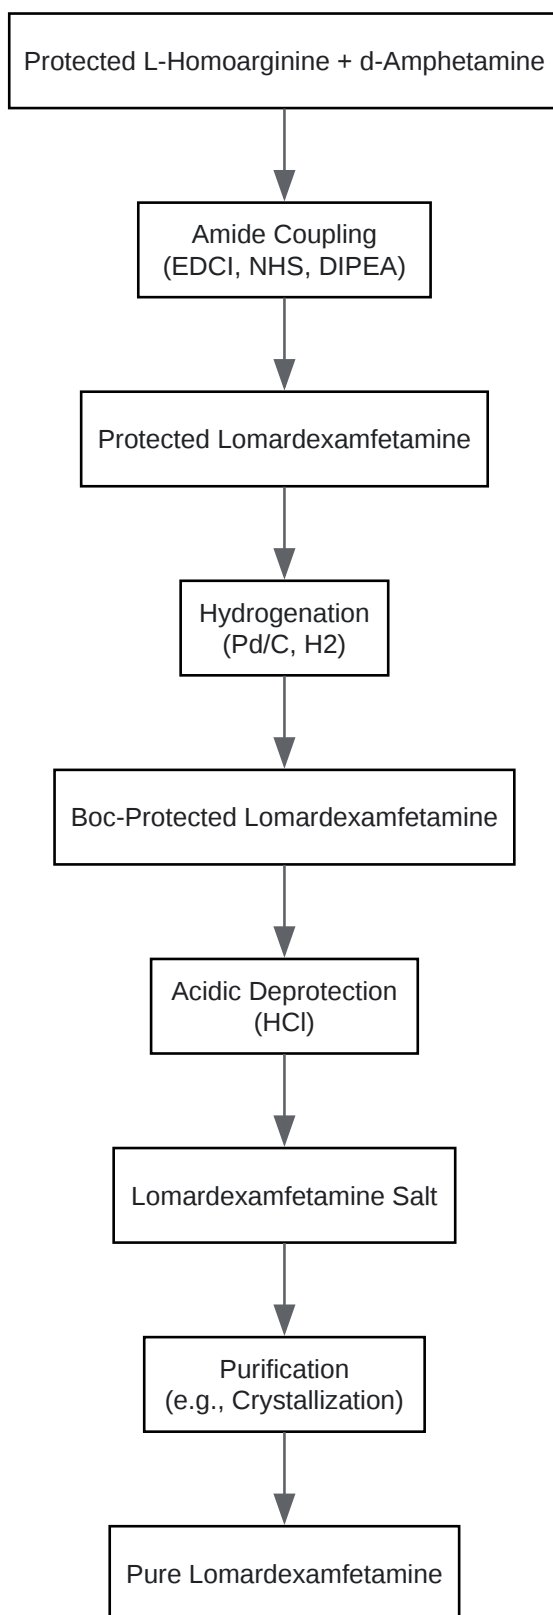 Protected L-Homoarginine + d-Amphetamine
Amide Coupling
(EDCI, NHS, DIPEA)
Protected Lomardexamfetamine
Hydrogenation
(Pd/C, H2)
Boc-Protected Lomardexamfetamine
Acidic Deprotection
(HCl)
Lomardexamfetamine Salt
Purification
(e.g., Crystallization)
Pure Lomardexamfetamine